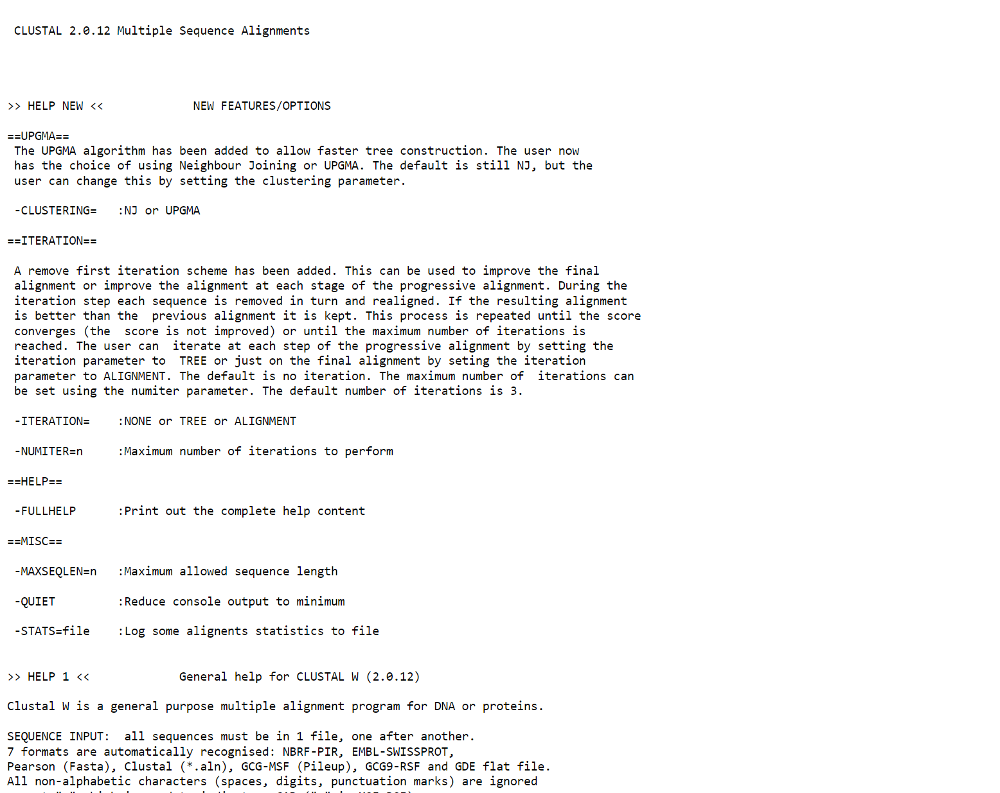 CLUSTAL 2.0.12 Multiple Sequence Alignments
>> HELP NEW <<             NEW FEATURES/OPTIONS
==UPGMA==
The UPGMA algorithm has been added to allow faster tree construction. The user now
has the choice of using Neighbour Joining or UPGMA. The default is still NJ, but the
user can change this by setting the clustering parameter.
-CLUSTERING=   :NJ or UPGMA
==ITERATION==
A remove first iteration scheme has been added. This can be used to improve the final
alignment or improve the alignment at each stage of the progressive alignment. During the
iteration step each sequence is removed in turn and realigned. If the resulting alignment
is better than the  previous alignment it is kept. This process is repeated until the score
converges (the  score is not improved) or until the maximum number of iterations is
reached. The user can  iterate at each step of the progressive alignment by setting the
iteration parameter to  TREE or just on the final alignment by seting the iteration
parameter to ALIGNMENT. The default is no iteration. The maximum number of  iterations can
be set using the numiter parameter. The default number of iterations is 3.
-ITERATION=    :NONE or TREE or ALIGNMENT
-NUMITER=n     :Maximum number of iterations to perform
==HELP==
-FULLHELP      :Print out the complete help content
==MISC==
-MAXSEQLEN=n   :Maximum allowed sequence length
-QUIET         :Reduce console output to minimum
-STATS=file    :Log some alignents statistics to file
>> HELP 1 <<             General help for CLUSTAL W (2.0.12)
Clustal W is a general purpose multiple alignment program for DNA or proteins.
SEQUENCE INPUT:  all sequences must be in 1 file, one after another.
7 formats are automatically recognised: NBRF-PIR, EMBL-SWISSPROT,
Pearson (Fasta), Clustal (*.aln), GCG-MSF (Pileup), GCG9-RSF and GDE flat file.
All non-alphabetic characters (spaces, digits, punctuation marks) are ignored